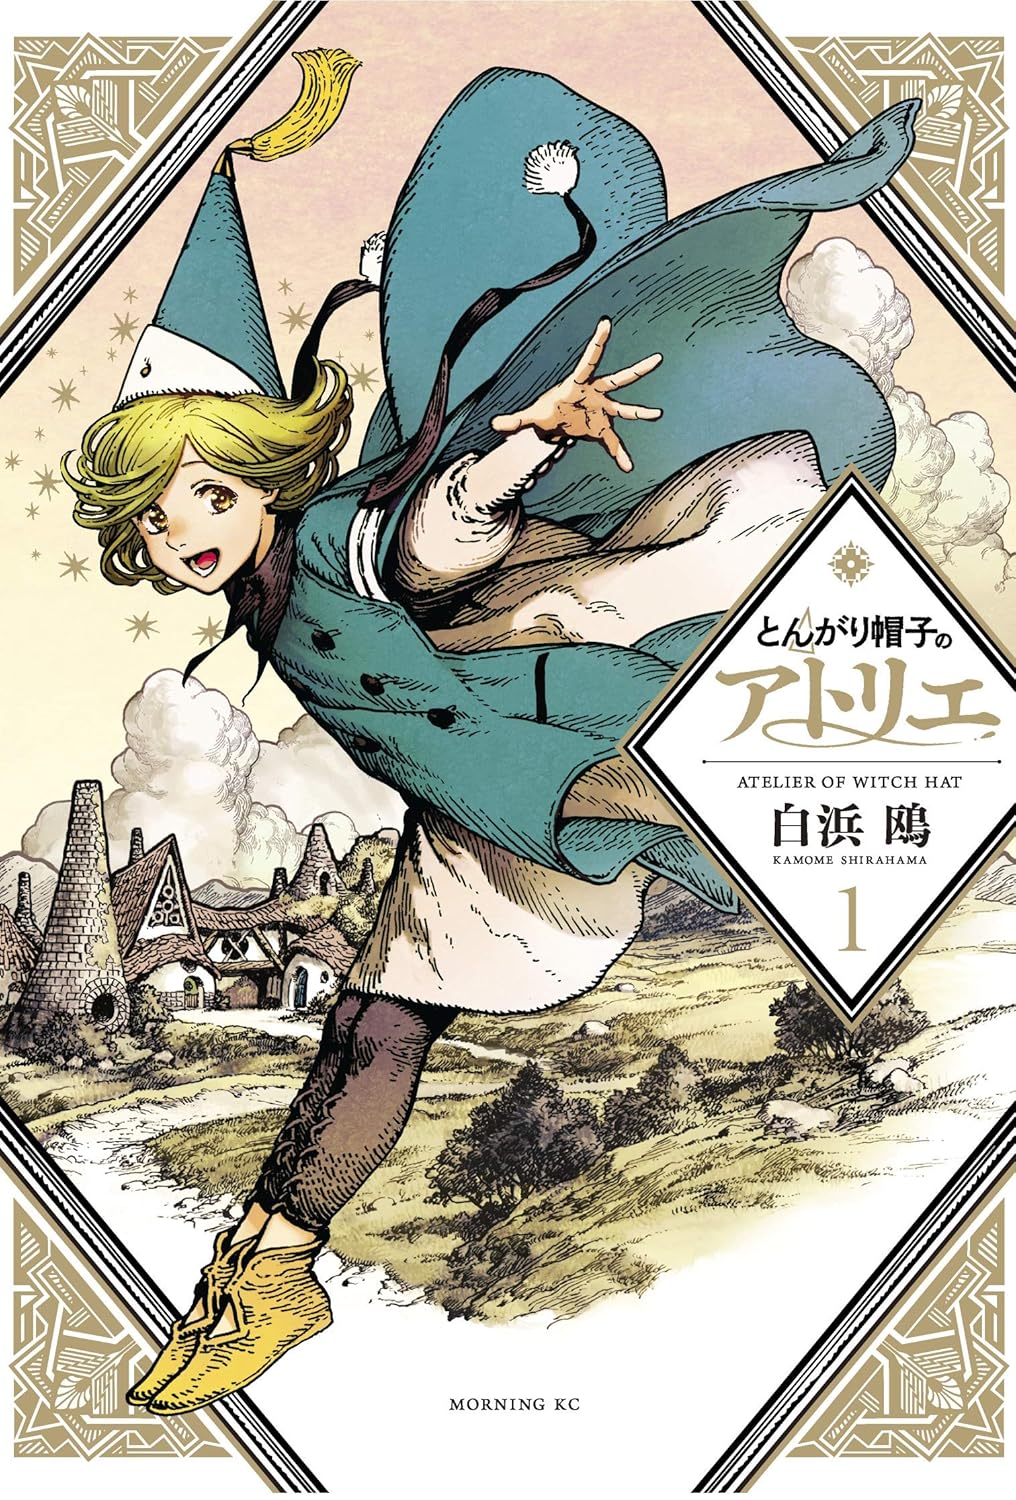 とんがり帽子の
アトリエ
ATELIER OF WITCH HAT
白浜 鴎
KAMOME SHIRAHAMA
1
MORNING KC